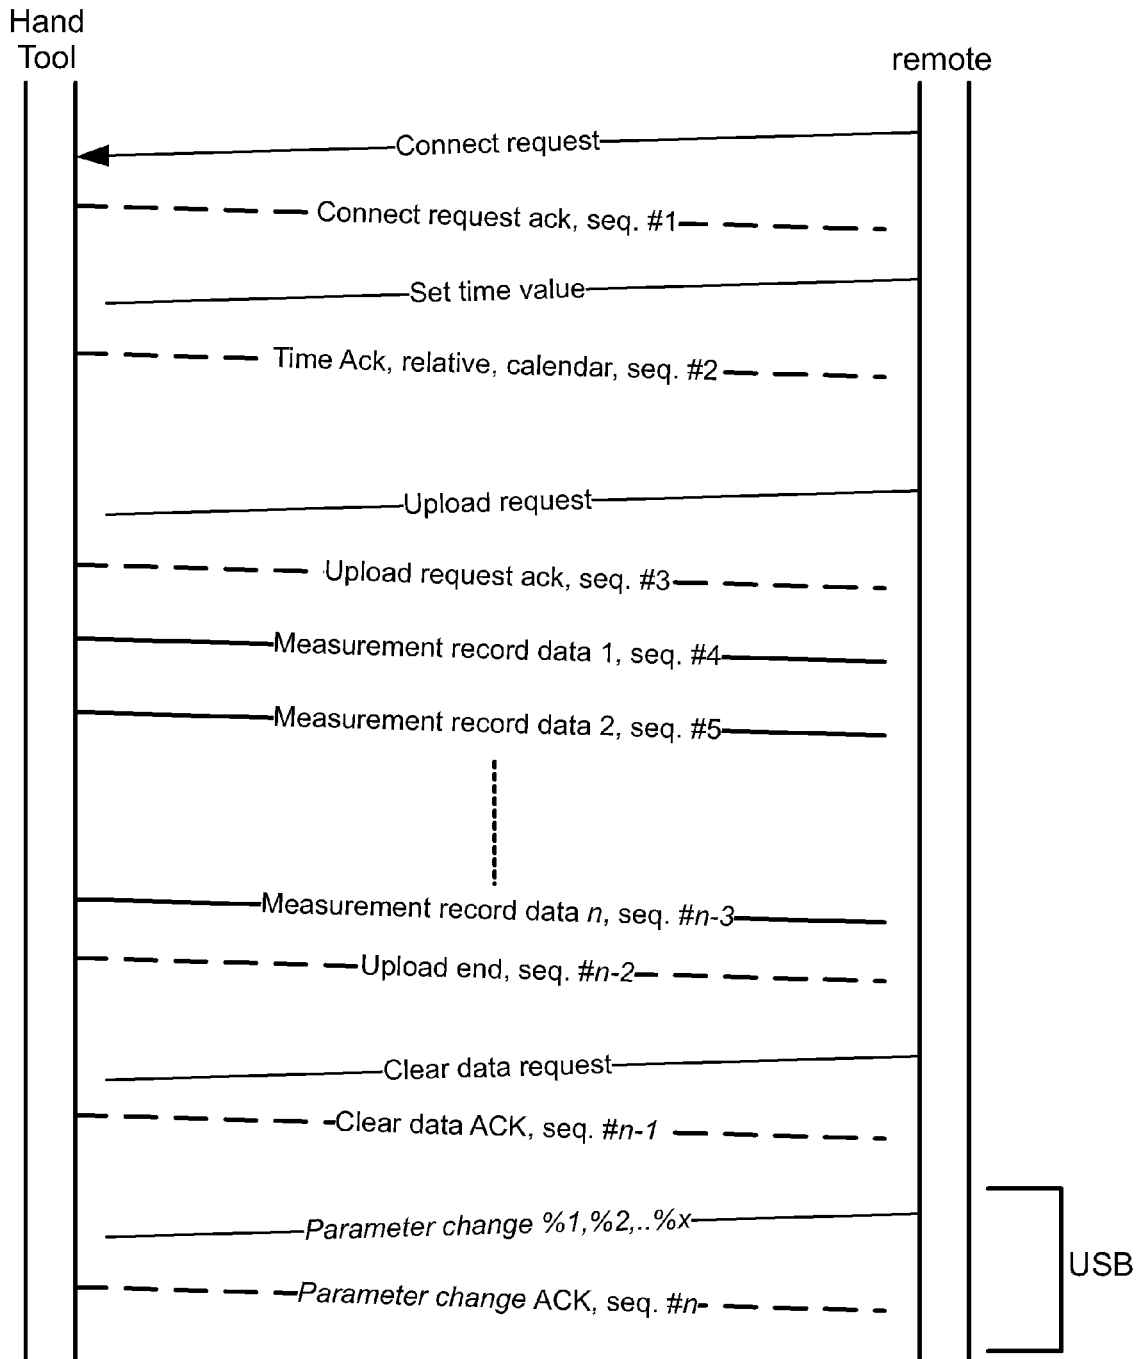 Hand
Tool
remote
Connect request
Connect request ack, seq. #1
Set time value
Time Ack, relative, calendar, seq. #2
Upload request
Upload request ack, seq. #3
Measurement record data 1, seq. #4
Measurement record data 2, seq. #5
Measurement record data n, seq. #n-3
Upload end, seq. #n-2
Clear data request
Clear data ACK, seq. #n-1
Parameter change %1,%2,..%x
USB
Parameter change ACK, seq. #n